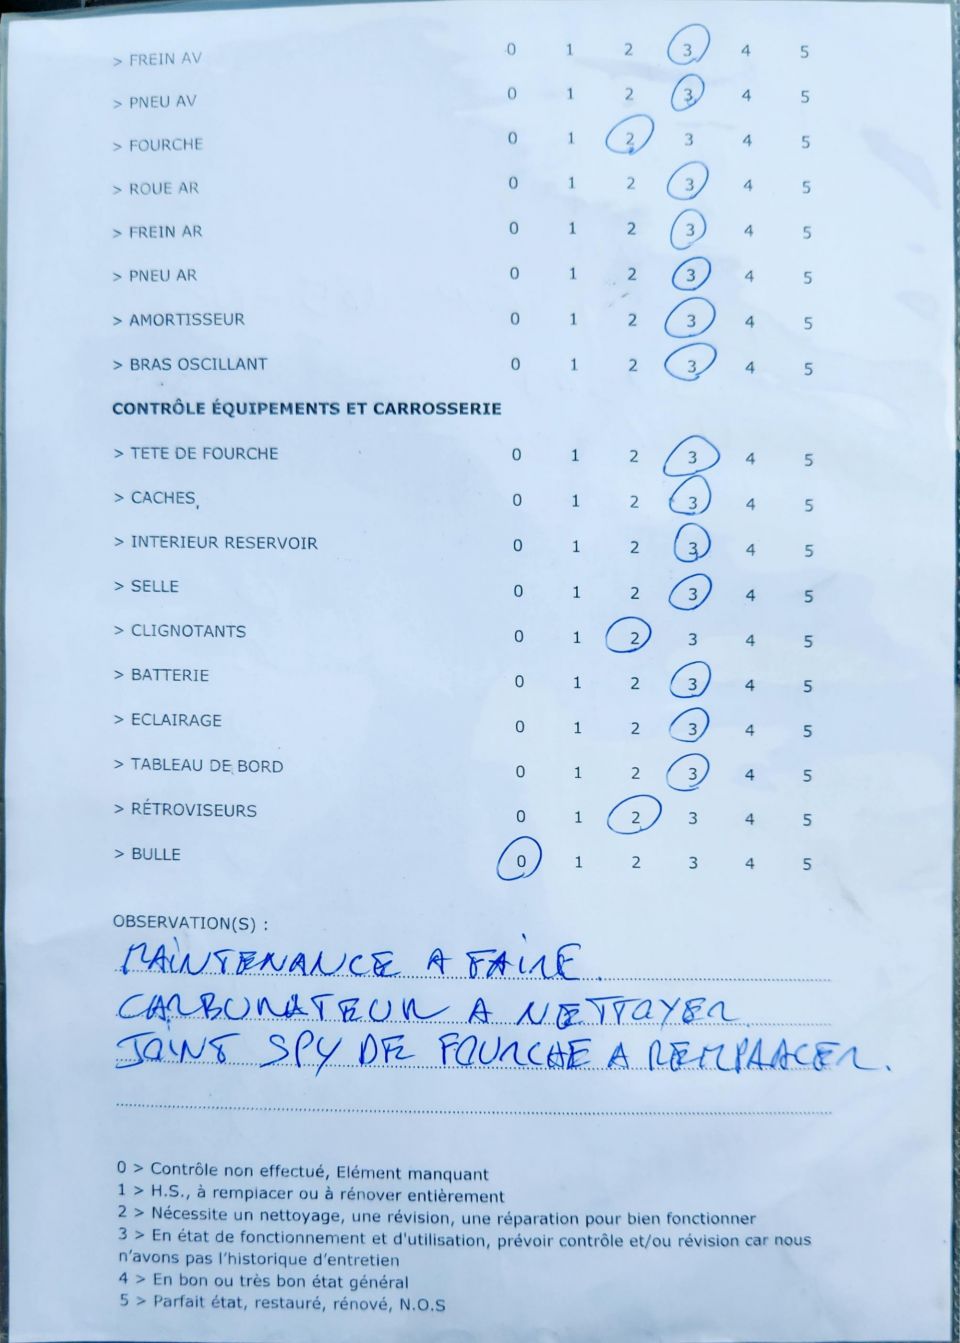 > FREIN AV 0 1 2 3 4 5
> PNEU AV 0 1 2 3 4 5
> FOURCHE 0 1 2 3 4 5
> ROUE AR 0 1 2 3 4 5
> FREIN AR 0 1 2 3 4 5
> PNEU AR 0 1 2 3 4 5
> AMORTISSEUR 0 1 2 3 4 5
> BRAS OSCILLANT 0 1 2 3 4 5
CONTRÔLE ÉQUIPEMENTS ET CARROSSERIE
> TETE DE FOURCHE 0 1 2 3 4 5
> CACHES, 0 1 2 3 4 5
> INTERIEUR RESERVOIR 0 1 2 3 4 5
> SELLE 0 1 2 3 4 5
> CLIGNOTANTS 0 1 2 3 4 5
> BATTERIE 0 1 2 3 4 5
> ECLAIRAGE 0 1 2 3 4 5
> TABLEAU DE BORD 0 1 2 3 4 5
> RÉTROVISEURS 0 1 2 3 4 5
> BULLE 0 1 2 3 4 5
OBSERVATION(S) :
MAINTENANCE A FAIRE.
CARBURATEUR A NETTOYER.
JOINT SPY DE FOURCHE A REMPLACER.
0 > Contrôle non effectué, Elément manquant
1 > H.S., à remplacer ou à rénover entièrement
2 > Nécessite un nettoyage, une révision, une réparation pour bien fonctionner
3 > En état de fonctionnement et d'utilisation, prévoir contrôle et/ou révision car nous
n'avons pas l'historique d'entretien
4 > En bon ou très bon état général
5 > Parfait état, restauré, rénové, N.O.S